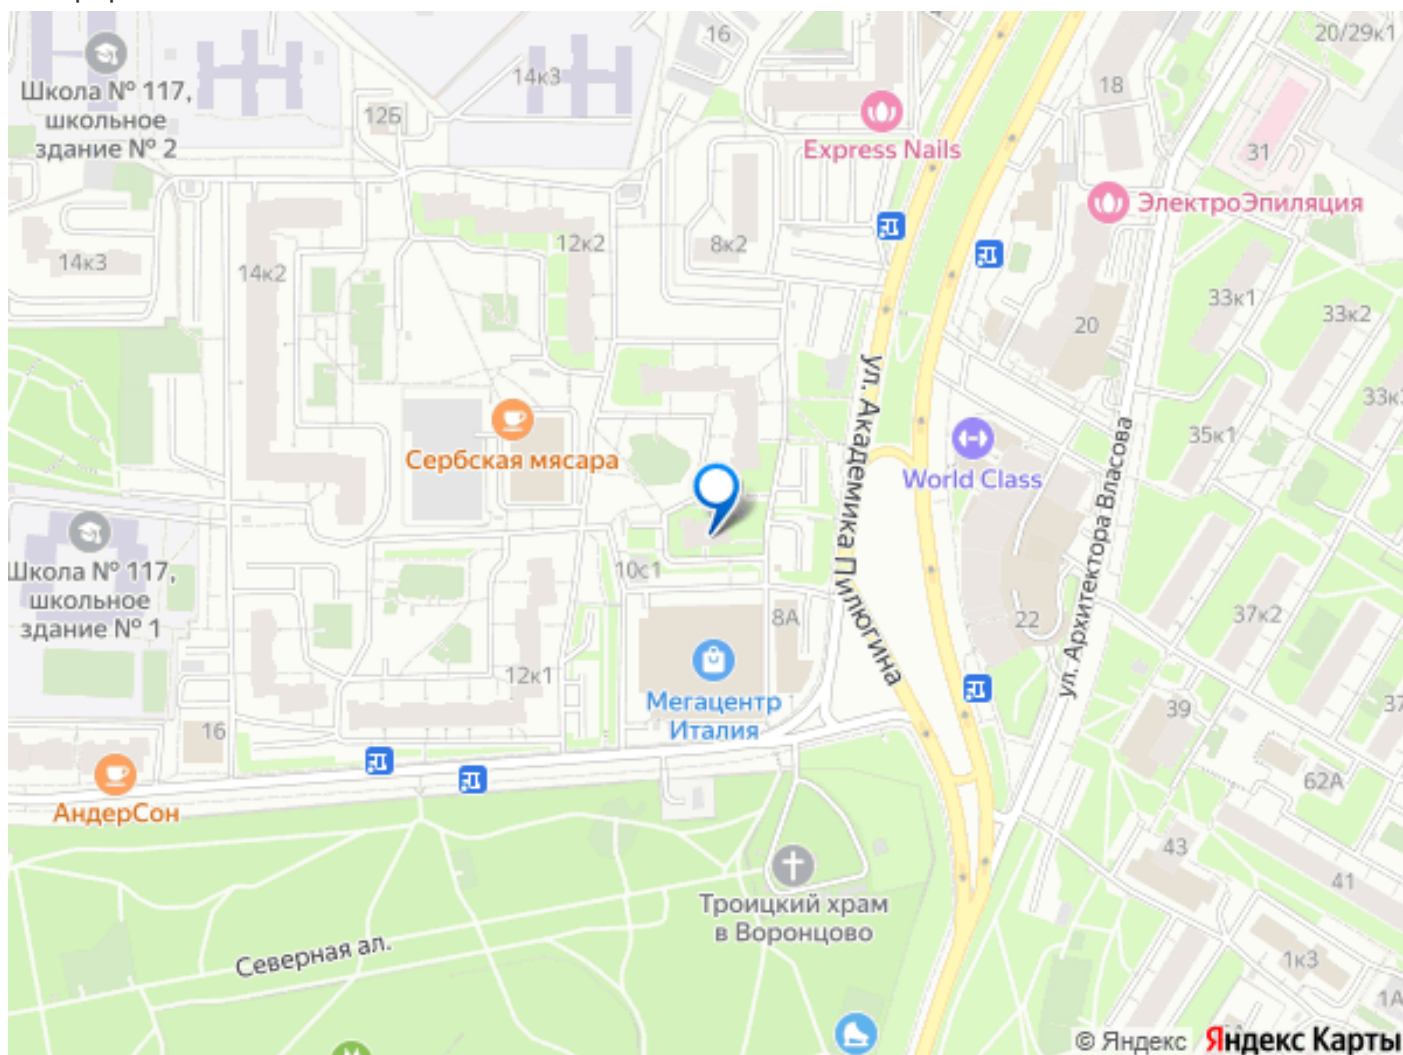 16
20/29к1
Школа № 117,
школьное
здание № 2
14к3
18
12Б
Express Nails
31
ЭлектроЭпиляция
14к3
14к2
12к2
8к2
33к1
33к2
20
ул. Академика Пилюгина
33к3
35к1
Сербская мясара
World Class
ул. Архитектора Власова
Школа № 117,
школьное
здание № 1
10с1
8А
22
37к2
12к1
Мегацентр
Италия
39
37
16
62А
АндерСон
43
41
Троицкий храм
в Воронцово
Северная ал.
1к3
1А
© Яндекс Яндекс Карты